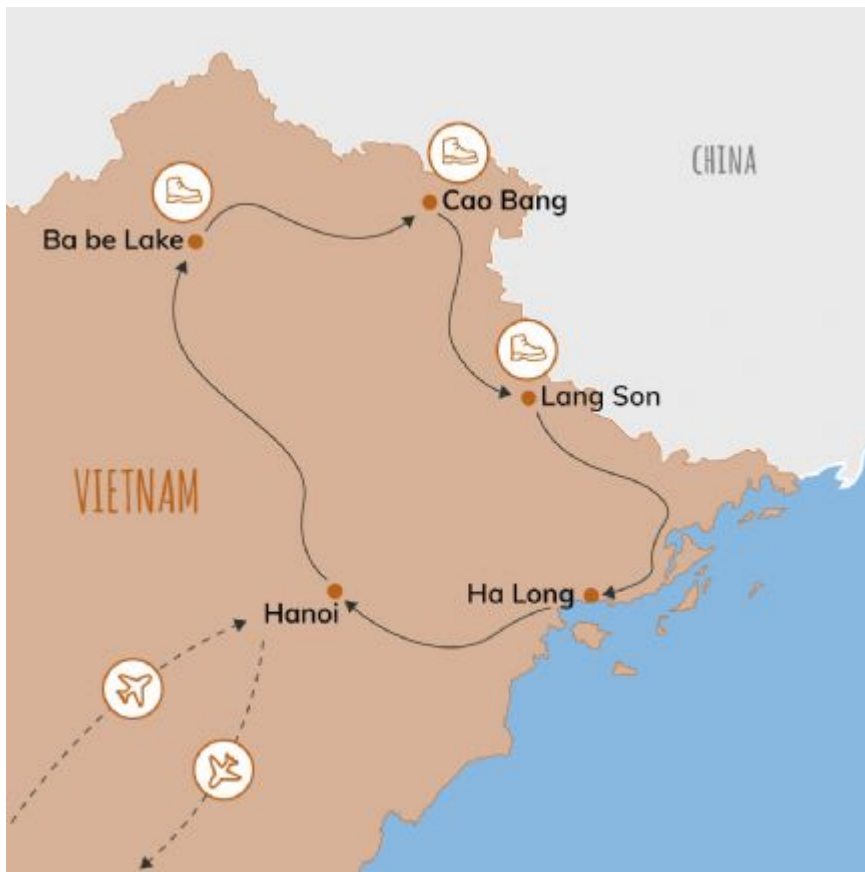 CHINA
Cao Bang
Ba be Lake
Lang Son
VIETNAM
Ha Long
Hanoi